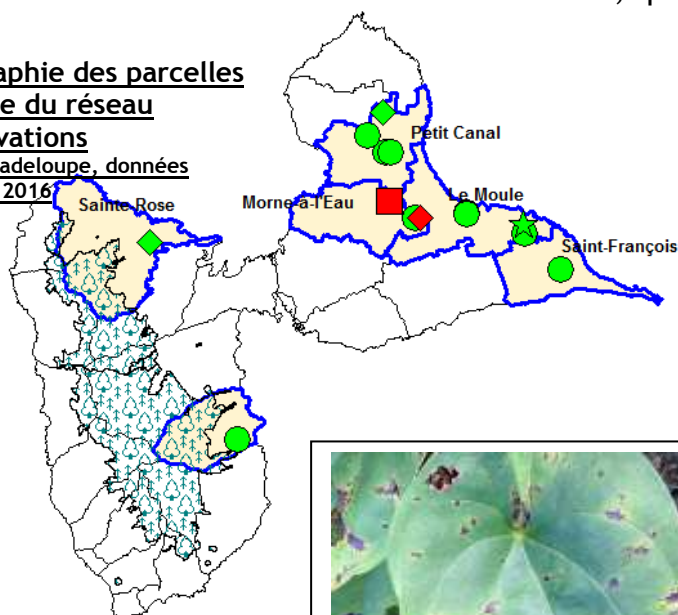 aphie des parcelles
e du réseau
vations
adeloupe, données
2016
Petit Canal
Sainte Rose
Morne-à-l'Eau
Le Moule
Saint-François